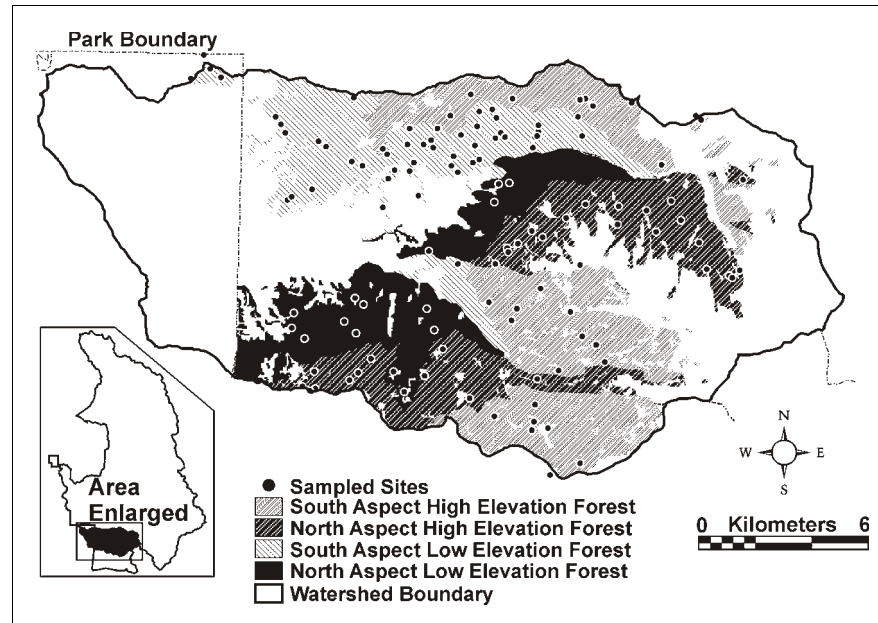 Park Boundary
N
W E
S
Area
Enlarged
Sampled Sites
South Aspect High Elevation Forest
North Aspect High Elevation Forest
South Aspect Low Elevation Forest
North Aspect Low Elevation Forest
Watershed Boundary
0 Kilometers 6